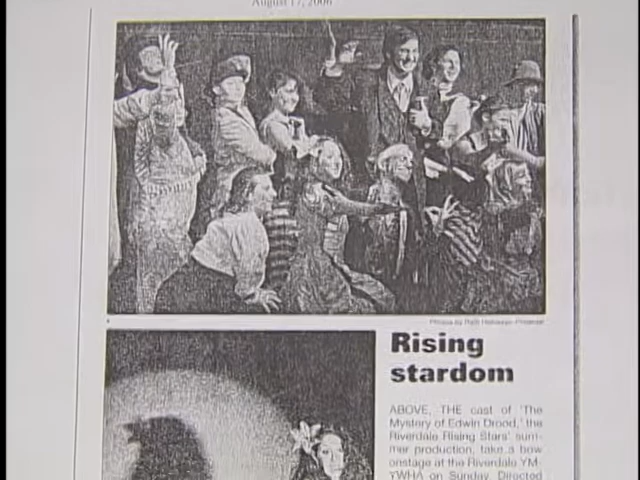 August 17, 2006
Rising
stardom
ABOVE, THE cast of 'The
Mystery of Edwin Drood,' the
Riverdale Rising Stars' sum-
mer production, take a bow
onstage at the Riverdale YM-
YWHA on Sunday. Directed